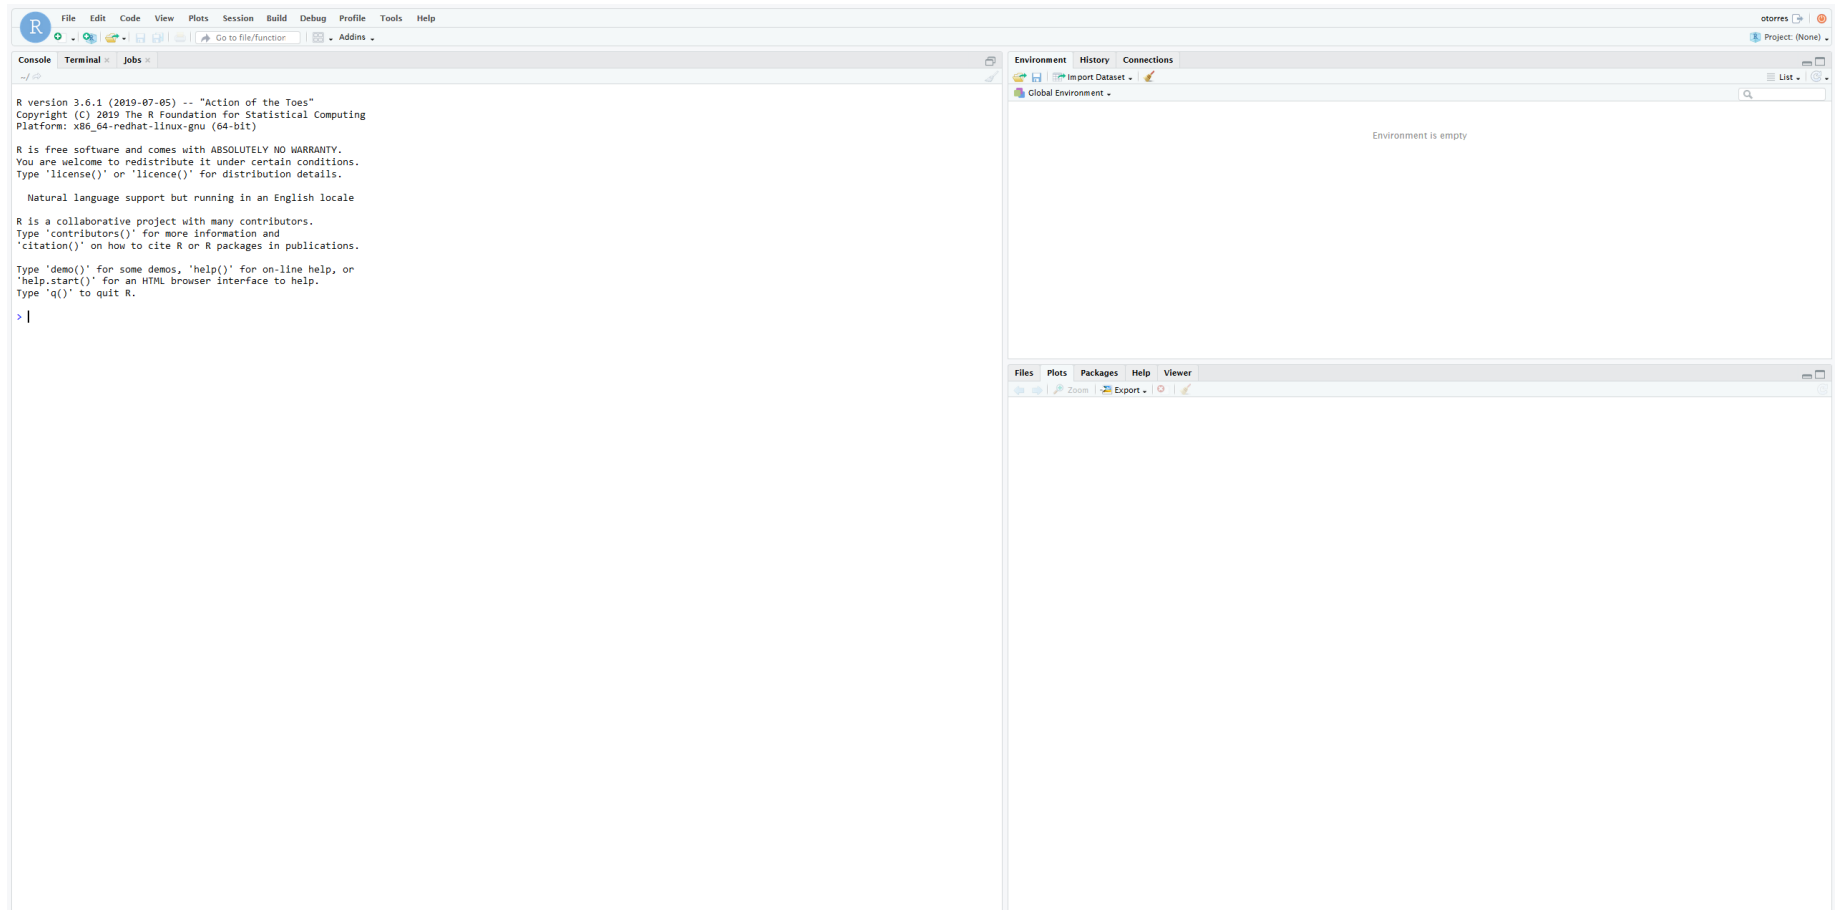 R
File Edit Code View Plots Session Build Debug Profile Tools Help
otorres
Go to file/function
Addins
Project: (None)
Console Terminal Jobs
~/
R version 3.6.1 (2019-07-05) -- "Action of the Toes"
Copyright (C) 2019 The R Foundation for Statistical Computing
Platform: x86_64-redhat-linux-gnu (64-bit)
R is free software and comes with ABSOLUTELY NO WARRANTY.
You are welcome to redistribute it under certain conditions.
Type 'license()' or 'licence()' for distribution details.
Natural language support but running in an English locale
R is a collaborative project with many contributors.
Type 'contributors()' for more information and
'citation()' on how to cite R or R packages in publications.
Type 'demo()' for some demos, 'help()' for on-line help, or
'help.start()' for an HTML browser interface to help.
Type 'q()' to quit R.
>
Environment History Connections
Import Dataset
List
Global Environment
Environment is empty
Files Plots Packages Help Viewer
Zoom Export